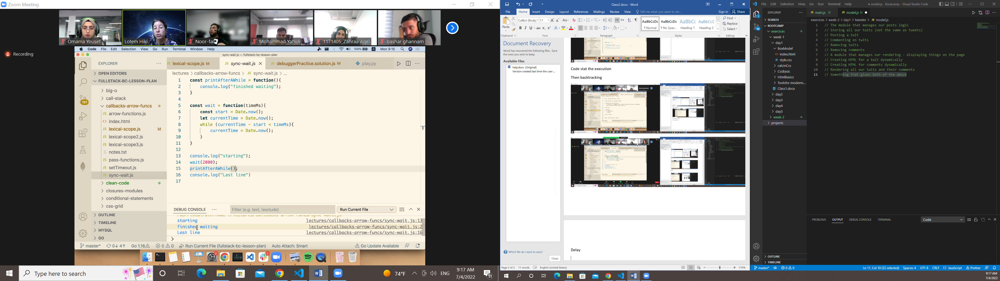 Zoom Meeting
Omama Yousef
Lotem Hiki
Noor-fa
Mohammad Yahya
1171405_Zahraa Aqel
bashar ghannam
Recording
Code File Edit Selection View Go Run Terminal Window Help
100% Mon 9:15
sync-wait.js — fullstack-bc-lesson-plan
EXPLORER
lexical-scope.js M
sync-wait.js
debuggerPractice.solution.js M
play.py
OPEN EDITORS
lectures > callbacks-arrow-funcs > JS sync-wait.js > ...
FULLSTACK-BC-LESSON-PLAN
big-o
call-stack
callbacks-arrow-funcs
JS arrow-functions.js
index.html
JS lexical-scope.js M
JS lexical-scope2.js
JS lexical-scope3.js
notes.txt
JS pass-functions.js
JS setTimeout.js
JS sync-wait.js
clean-code
closures-modules
conditional-statements
css-grid
OUTLINE
TIMELINE
MYSQL
GO
131
1 const printAfterAWhile = function(){
2 console.log("finished waiting");
3 }
4
5 const wait = function(timeMs){
6 const start = Date.now();
7 let currentTime = Date.now();
8 while (currentTime - start < timeMs){
9 currentTime = Date.now();
10 }
11 }
12
13 console.log("starting");
14 wait(2000);
15 printAfterAWhile();
16 console.log("Last line")
17
DEBUG CONSOLE
Filter (e.g. text, !exclude)
Run Current File
starting lectures/callbacks-arrow-funcs/sync-wait.js:13
finished waiting lectures/callbacks-arrow-funcs/sync-wait.js:2
Last line lectures/callbacks-arrow-funcs/sync-wait.js:16
master* 0↓ 4↑ Go 1.16 0 0 Run Current File (fullstack-bc-lesson-plan) Auto Attach: Smart Go Update Available
Type here to search
74°F ENG
9:17 AM
7/4/2022
11
Class2.docx - Word
File Home Insert Design Layout References Mailings Review View Tell me what you want to do... Sign in Share
Paste
Calibri (Body) 11
AaBbCcDc AaBbCcDc AaBbCc AaBbCcE
¶ Normal ¶ No Spac... Heading 1 Heading 2
Find
Replace
Select
Clipboard Font Paragraph Styles Editing
Document Recovery
Word has recovered the following files. Save
the ones you wish to keep.
Available Files
help.docx [Original]
Version created last time the user ...
Which file do I want to save?
Close
Code stat the execution
Then backtracking
Delay
Page 2 of 2 11 words English (United States) 110%
File Edit Selection View Go Run Terminal Help
model.js - Bootcamp - Visual Studio Code
EXPLORER
SEARCH
BOOTCAMP
exercices
week-1
day1
BoxModel
index.html
style.css
calcInCss
CssBasic
HtmlBasics
Toolsfor moderm...
Class1.docx
day2
day3
day4
day5
week-2
projects
OUTLINE
TIMELINE
JS main.js U
JS model.js U
exercices > week-2 > day1 > tweeter > JS model.js
1 // The module that manages our posts logic
2 // Storing all our twits (not the same as tweets)
3 // Posting a twit
4 // Commenting on twits
5 // Removing twits
6 // Removing comments
7 // A module that manages our rendering - displaying things on the page
8 // Creating HTML for a twit dynamically
9 // Creating HTML for comments dynamically
10 // Rendering all our twits and their comments
11 // Something that glues both of the above
PROBLEMS OUTPUT DEBUG CONSOLE TERMINAL
Code
master* 0 0
Ln 11, Col 10 (32 selected) Spaces: 4 UTF-8 CRLF JavaScript Prettier
9:17 AM
7/4/2022